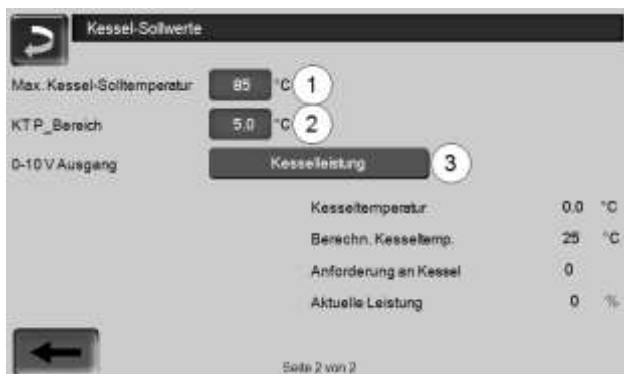 Kessel-Sollwerte
Max. Kessel-Solltemperatur 85 °C 1
KTP_Bereich 5.0 °C 2
0-10 V Ausgang Kesselleistung 3
Kesseltemperatur 0.0 °C
Berechn. Kesseltemp. 25 °C
Anforderung an Kessel 0
Aktuelle Leistung 0 %
Seite 2 von 2